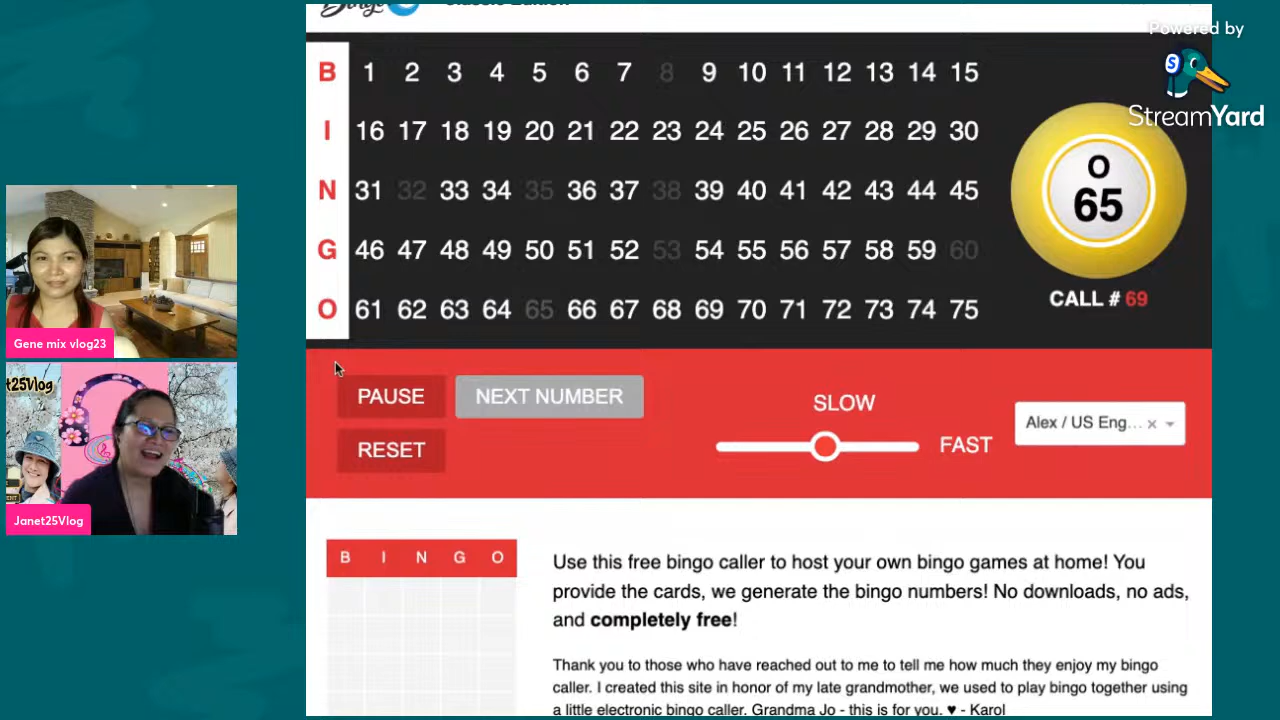 Bingo Classic Edition
Powered by
StreamYard
B 1 2 3 4 5 6 7 8 9 10 11 12 13 14 15
I 16 17 18 19 20 21 22 23 24 25 26 27 28 29 30
N 31 32 33 34 35 36 37 38 39 40 41 42 43 44 45
G 46 47 48 49 50 51 52 53 54 55 56 57 58 59 60
O 61 62 63 64 65 66 67 68 69 70 71 72 73 74 75
O
65
CALL # 69
Gene mix vlog23
t25Vlog
Janet25Vlog
PAUSE NEXT NUMBER
RESET
SLOW
FAST
Alex / US Eng...
B I N G O
Use this free bingo caller to host your own bingo games at home! You
provide the cards, we generate the bingo numbers! No downloads, no ads,
and completely free!
Thank you to those who have reached out to me to tell me how much they enjoy my bingo
caller. I created this site in honor of my late grandmother, we used to play bingo together using
a little electronic bingo caller. Grandma Jo - this is for you. ♥ - Karol